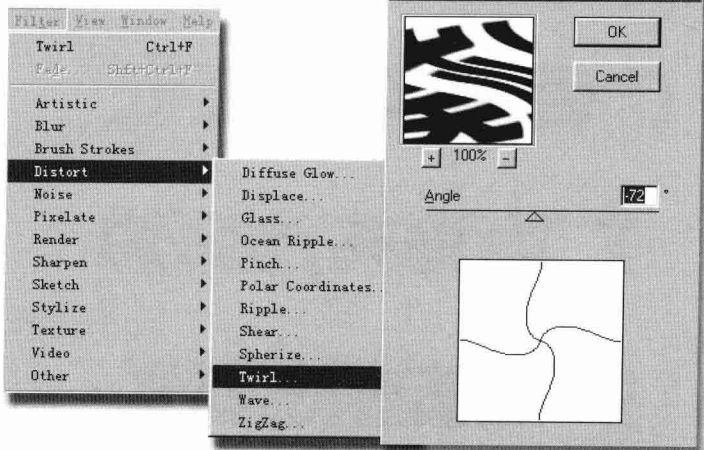 Filter View Window Help
Twirl Ctrl+F
Fade... Shft+Ctrl+F
Artistic
Blur
Brush Strokes
Distort
Noise
Pixelate
Render
Sharpen
Sketch
Stylize
Texture
Video
Other
Diffuse Glow...
Displace...
Glass...
Ocean Ripple...
Pinch...
Polar Coordinates..
Ripple...
Shear...
Spherize...
Twirl...
Wave...
ZigZag...
OK
Cancel
+ 100% -
Angle -72 °